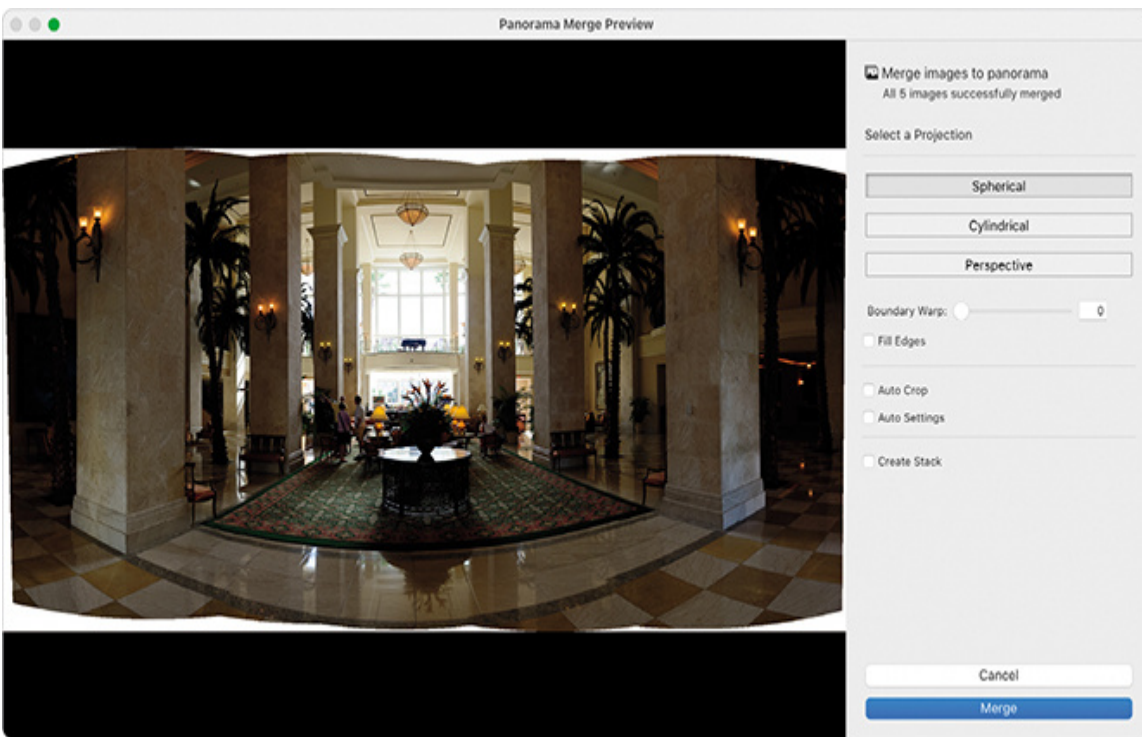 Panorama Merge Preview
Merge images to panorama
All 5 images successfully merged
Select a Projection
Spherical
Cylindrical
Perspective
Boundary Warp: 0
Fill Edges
Auto Crop
Auto Settings
Create Stack
Cancel
Merge